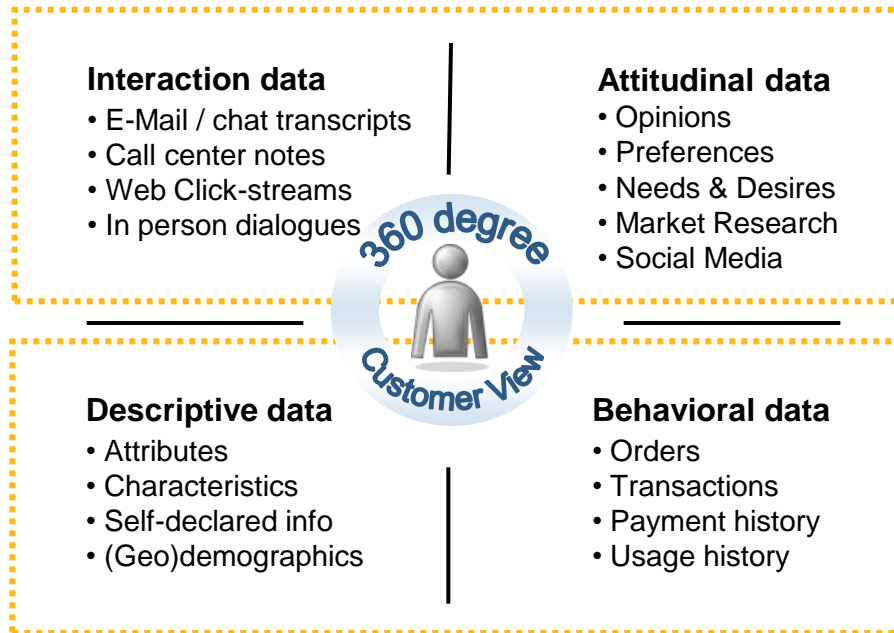 Interaction data
• E-Mail / chat transcripts
• Call center notes
• Web Click-streams
• In person dialogues
Attitudinal data
• Opinions
• Preferences
• Needs & Desires
• Market Research
• Social Media
360 degree
Customer View
Descriptive data
• Attributes
• Characteristics
• Self-declared info
• (Geo)demographics
Behavioral data
• Orders
• Transactions
• Payment history
• Usage history